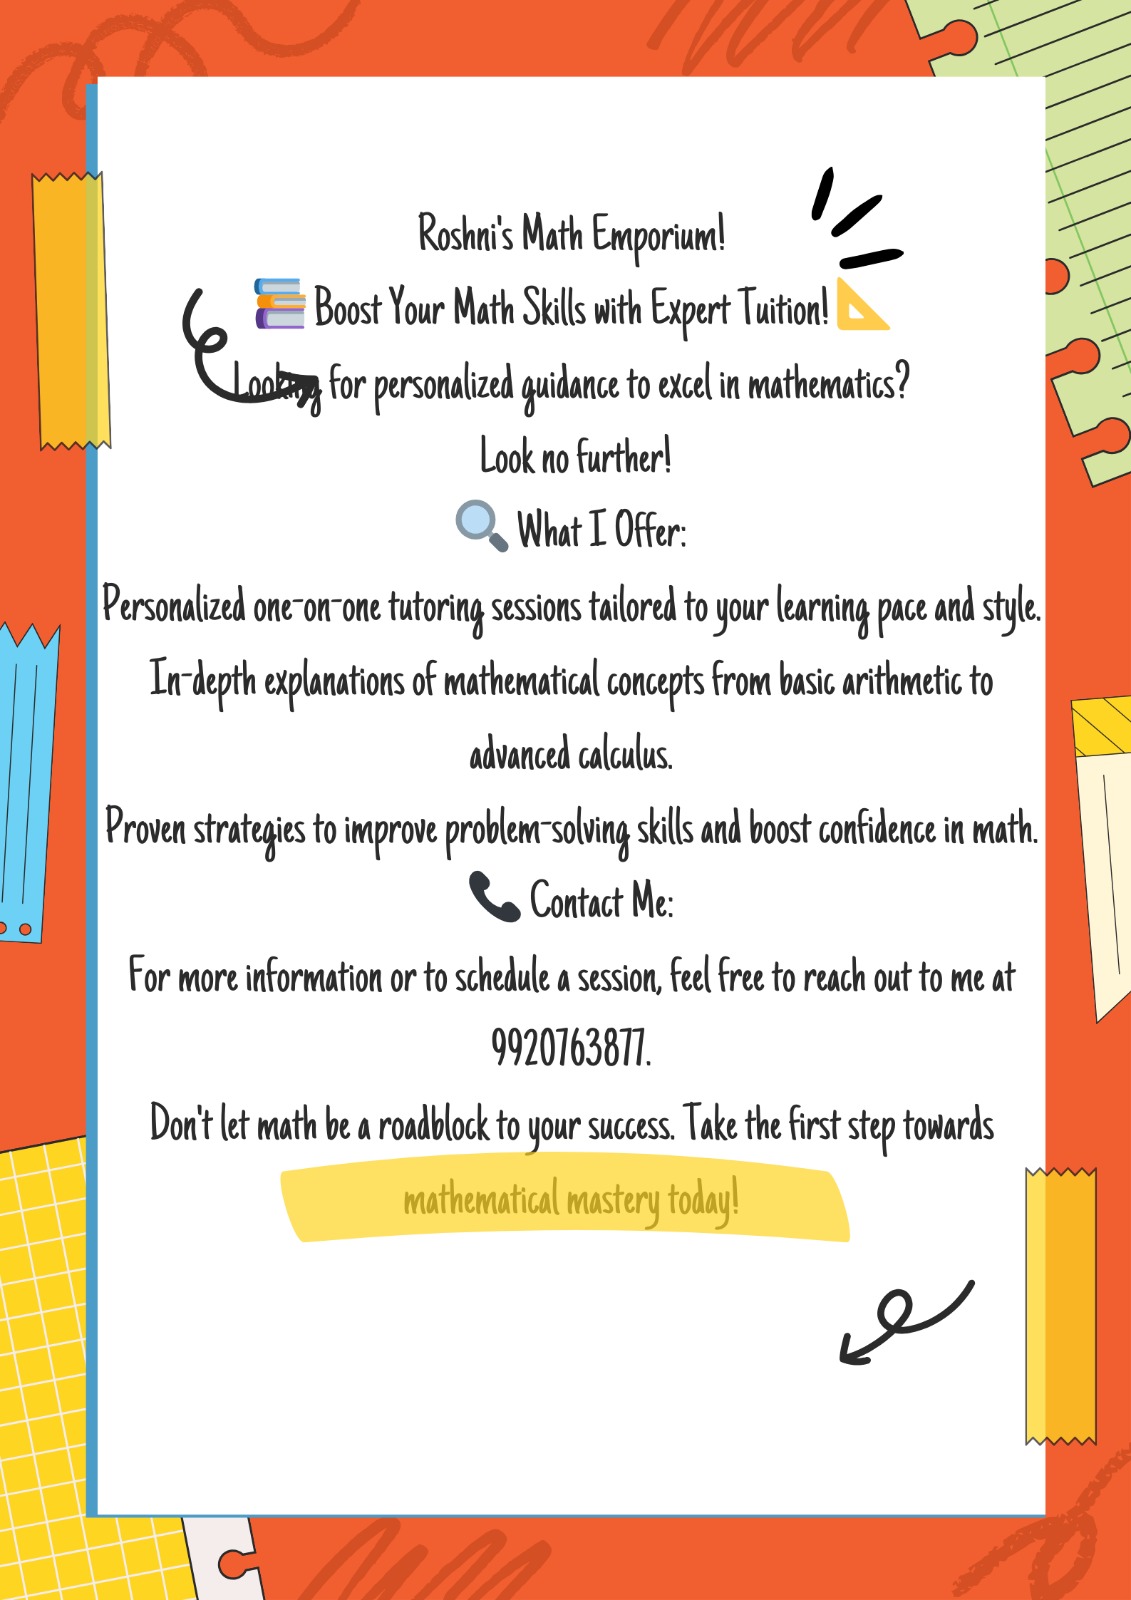 Roshni's Math Emporium!
📚 Boost Your Math Skills with Expert Tuition! 📐
Looking for personalized guidance to excel in mathematics?
Look no further!
🔍 What I Offer:
Personalized one-on-one tutoring sessions tailored to your learning pace and style.
In-depth explanations of mathematical concepts from basic arithmetic to
advanced calculus.
Proven strategies to improve problem-solving skills and boost confidence in math.
📞 Contact Me:
For more information or to schedule a session, feel free to reach out to me at
9920763877.
Don't let math be a roadblock to your success. Take the first step towards
mathematical mastery today!